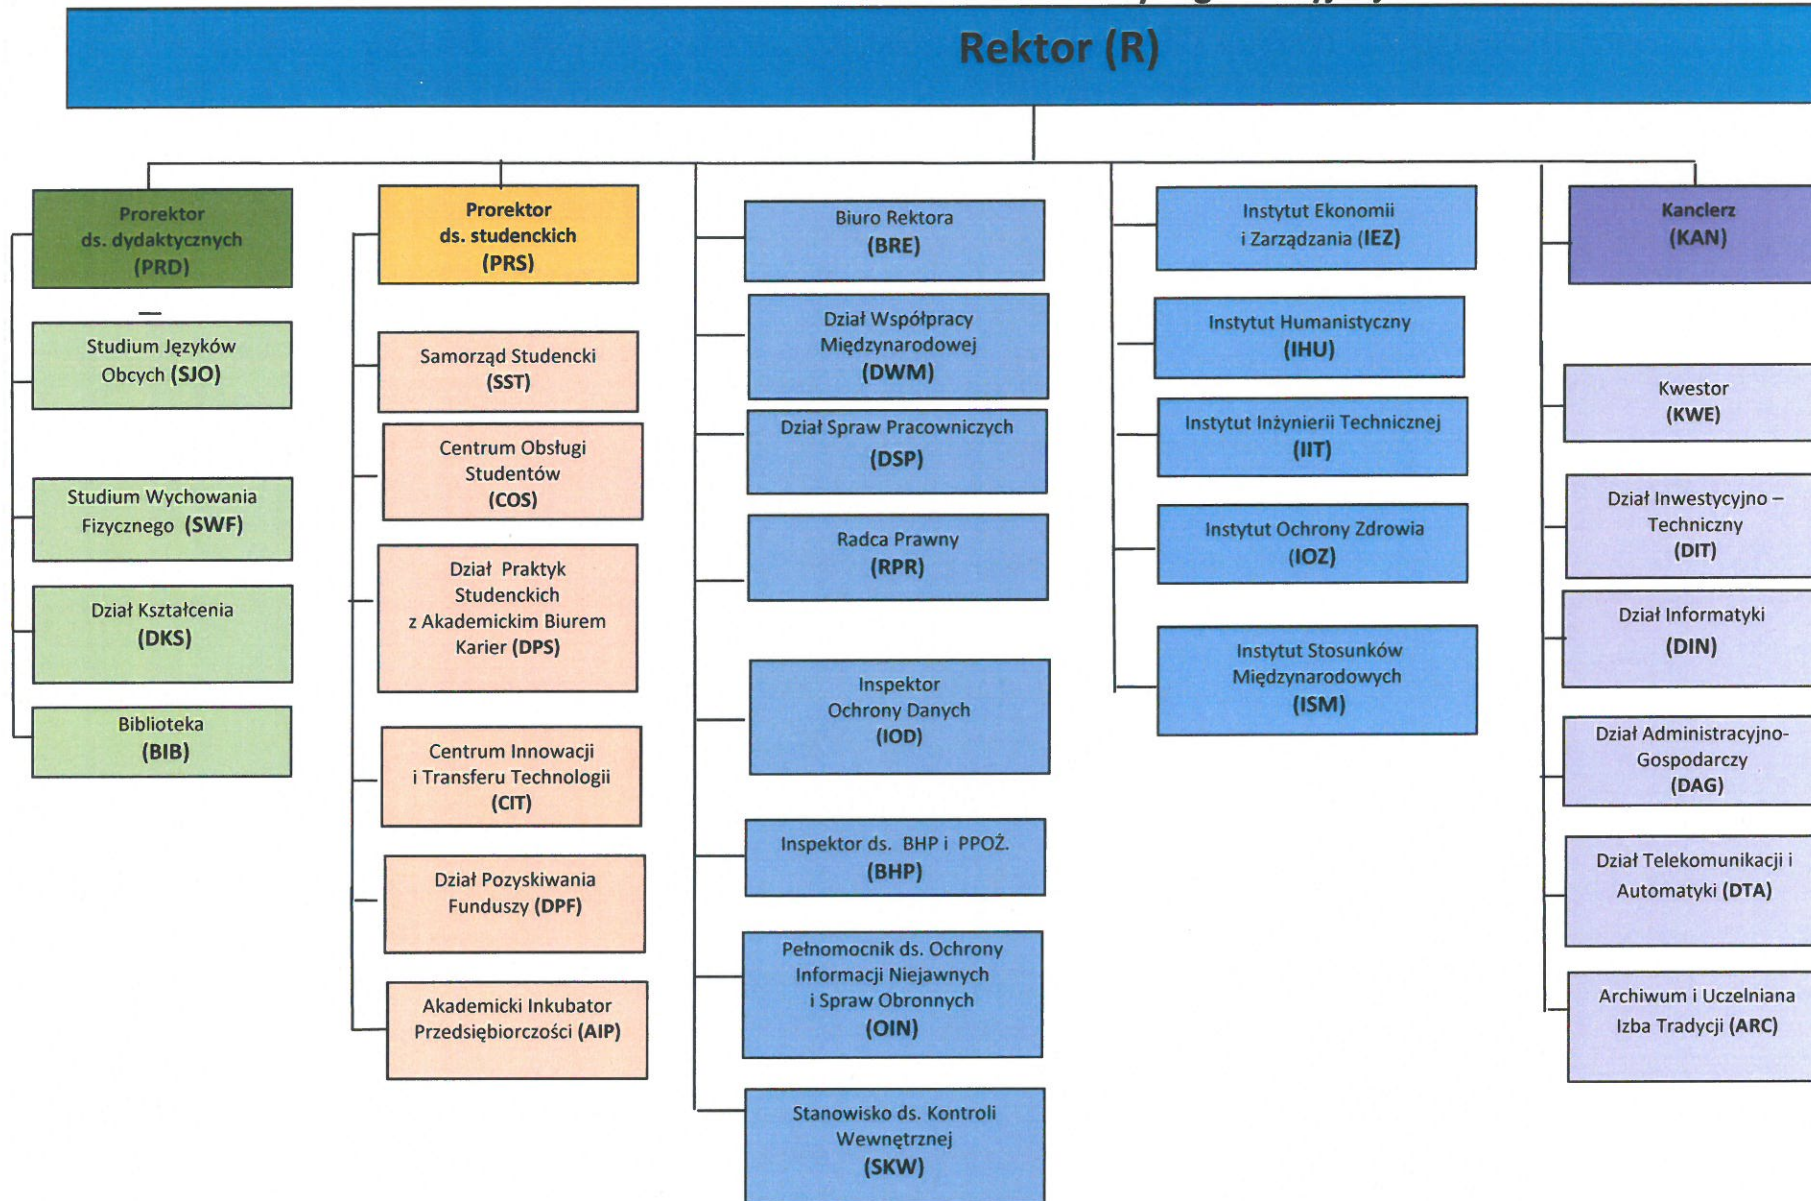 Rektor (R)
Prorektor
ds. dydaktycznych
(PRD)
Studium Języków
Obcych (SJO)
Studium Wychowania
Fizycznego (SWF)
Dział Kształcenia
(DKS)
Biblioteka
(BIB)
Prorektor
ds. studenckich
(PRS)
Samorząd Studencki
(SST)
Centrum Obsługi
Studentów
(COS)
Dział Praktyk
Studenckich
z Akademickim Biurem
Karier (DPS)
Centrum Innowacji
i Transferu Technologii
(CIT)
Dział Pozyskiwania
Funduszy (DPF)
Akademicki Inkubator
Przedsiębiorczości (AIP)
Biuro Rektora
(BRE)
Dział Współpracy
Międzynarodowej
(DWM)
Dział Spraw Pracowniczych
(DSP)
Radca Prawny
(RPR)
Inspektor
Ochrony Danych
(IOD)
Inspektor ds. BHP i PPOŻ.
(BHP)
Pełnomocnik ds. Ochrony
Informacji Niejawnych
i Spraw Obronnych
(OIN)
Stanowisko ds. Kontroli
Wewnętrznej
(SKW)
Instytut Ekonomii
i Zarządzania (IEZ)
Instytut Humanistyczny
(IHU)
Instytut Inżynierii Technicznej
(IIT)
Instytut Ochrony Zdrowia
(IOZ)
Instytut Stosunków
Międzynarodowych
(ISM)
Kanclerz
(KAN)
Kwestor
(KWE)
Dział Inwestycyjno –
Techniczny
(DIT)
Dział Informatyki
(DIN)
Dział Administracyjno-
Gospodarczy
(DAG)
Dział Telekomunikacji i
Automatyki (DTA)
Archiwum i Uczelniana
Izba Tradycji (ARC)